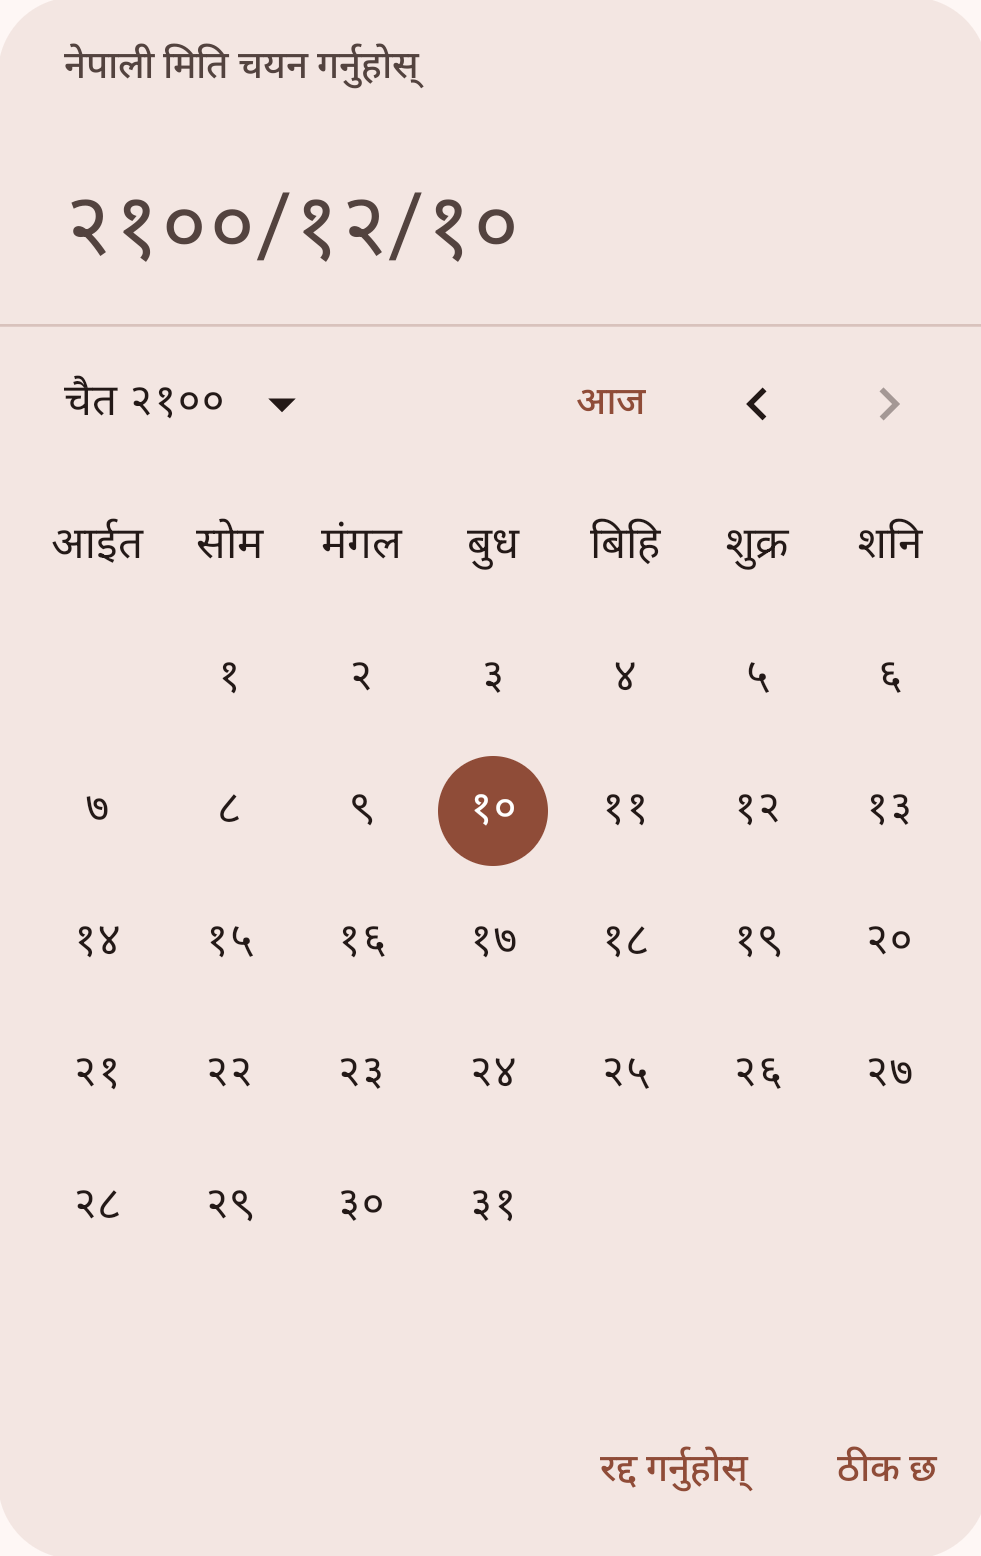 नेपाली मिति चयन गर्नुहोस्
२१००/१२/१०
चैत २१०० आज
आईत सोम मंगल बुध बिहि शुक्र शनि
१ २ ३ ४ ५ ६
७ ८ ९ १० ११ १२ १३
१४ १५ १६ १७ १८ १९ २०
२१ २२ २३ २४ २५ २६ २७
२८ २९ ३० ३१
रद्द गर्नुहोस् ठीक छ